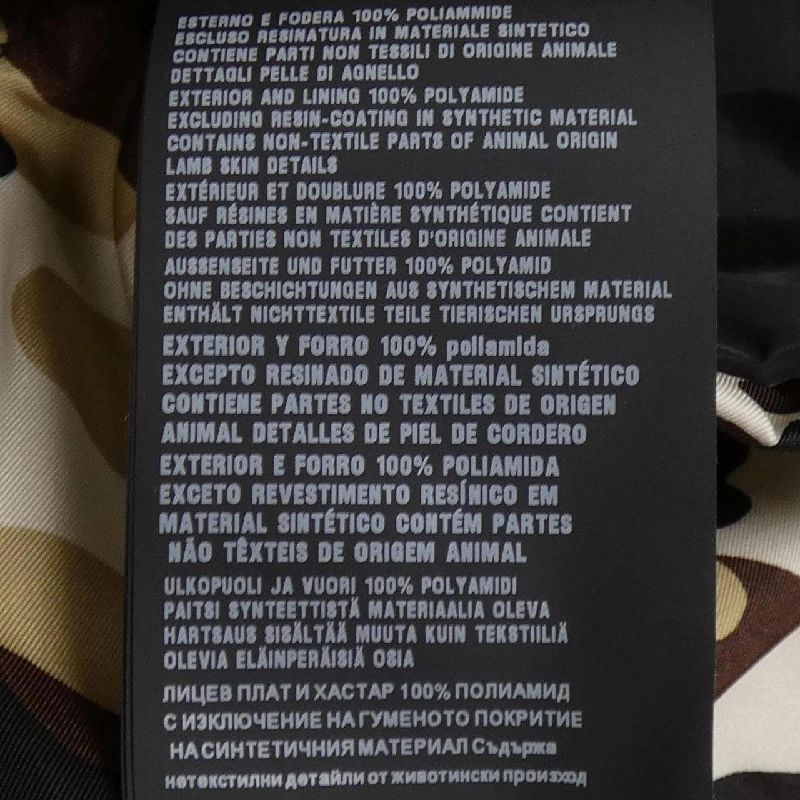 ESTERNO E FODERA 100% POLIAMMIDE
ESCLUSO RESINATURA IN MATERIALE SINTETICO
CONTIENE PARTI NON TESSILI DI ORIGINE ANIMALE
DETTAGLI PELLE DI AGNELLO
EXTERIOR AND LINING 100% POLYAMIDE
EXCLUDING RESIN-COATING IN SYNTHETIC MATERIAL
CONTAINS NON-TEXTILE PARTS OF ANIMAL ORIGIN
LAMB SKIN DETAILS
EXTÉRIEUR ET DOUBLURE 100% POLYAMIDE
SAUF RÉSINES EN MATIÈRE SYNTHÉTIQUE CONTIENT
DES PARTIES NON TEXTILES D'ORIGINE ANIMALE
AUSSENSEITE UND FUTTER 100% POLYAMID
OHNE BESCHICHTUNGEN AUS SYNTHETISCHEM MATERIAL
ENTHÄLT NICHTTEXTILE TEILE TIERISCHEN URSPRUNGS
EXTERIOR Y FORRO 100% poliamida
EXCEPTO RESINADO DE MATERIAL SINTÉTICO
CONTIENE PARTES NO TEXTILES DE ORIGEN
ANIMAL DETALLES DE PIEL DE CORDERO
EXTERIOR E FORRO 100% POLIAMIDA
EXCETO REVESTIMENTO RESÍNICO EM
MATERIAL SINTÉTICO CONTÉM PARTES
NÃO TÊXTEIS DE ORIGEM ANIMAL
ULKOPUOLI JA VUORI 100% POLYAMIDI
PAITSI SYNTEETTISTÄ MATERIAALIA OLEVA
HARTSAUS SISÄLTÄÄ MUUTA KUIN TEKSTIILIÄ
OLEVIA ELÄINPERÄISIÄ OSIA
ЛИЦЕВ ПЛАТ И ХАСТАР 100% ПОЛИАМИД
С ИЗКЛЮЧЕНИЕ НА ГУМЕНОТО ПОКРИТИЕ
НА СИНТЕТИЧНИЯ МАТЕРИАЛ Съдържа
нетекстилни детайли от животински произход